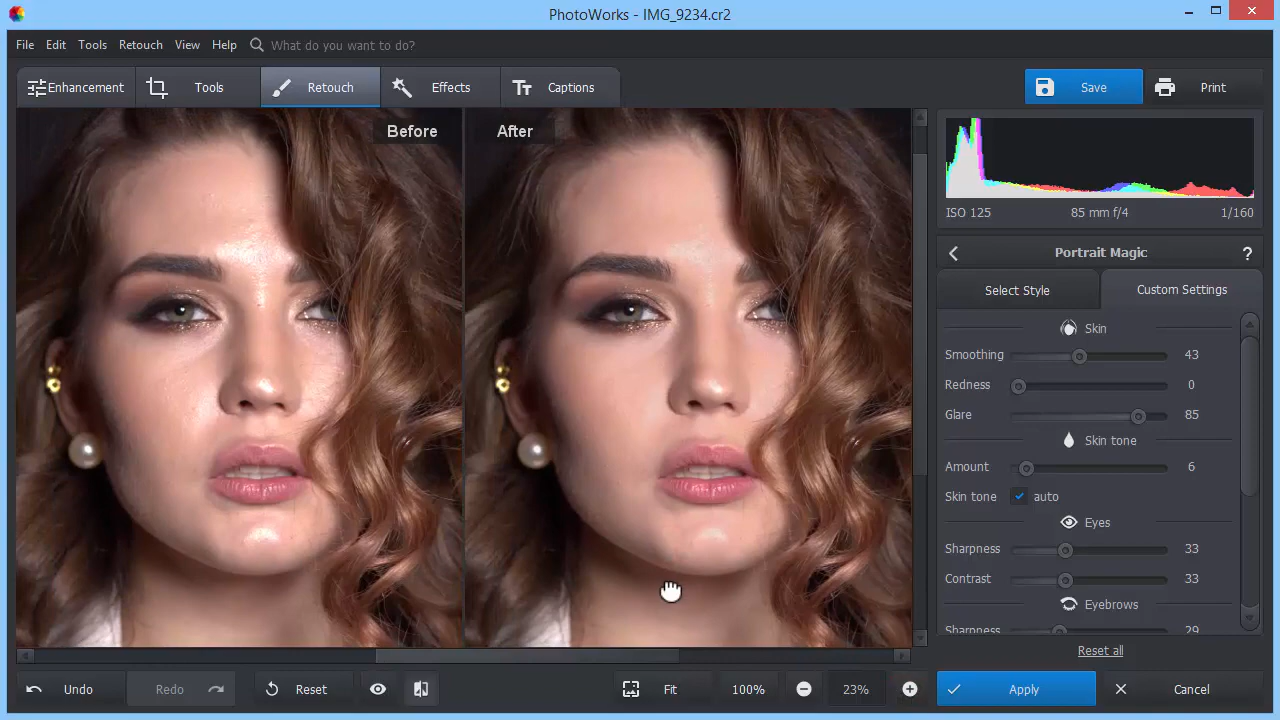 PhotoWorks - IMG_9234.cr2
File Edit Tools Retouch View Help What do you want to do?
Enhancement Tools Retouch Effects Captions Save Print
Before After
ISO 125 85 mm f/4 1/160
Portrait Magic ?
Select Style Custom Settings
Skin
Smoothing 43
Redness 0
Glare 85
Skin tone
Amount 6
Skin tone auto
Eyes
Sharpness 33
Contrast 33
Eyebrows
Sharpness 29
Reset all
Undo Redo Reset Fit 100% 23% Apply Cancel